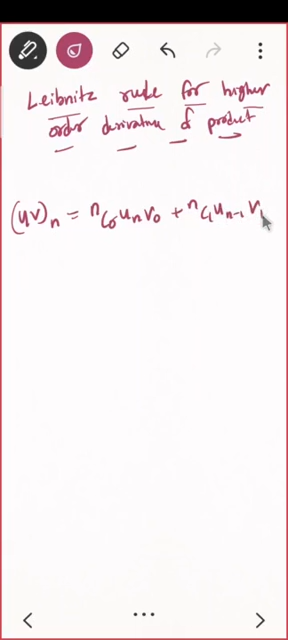 Leibnitz rule for higher
order derivative of product
(uv)ₙ = ⁿC₀ uₙ v₀ + ⁿC₁ uₙ₋₁ v₁